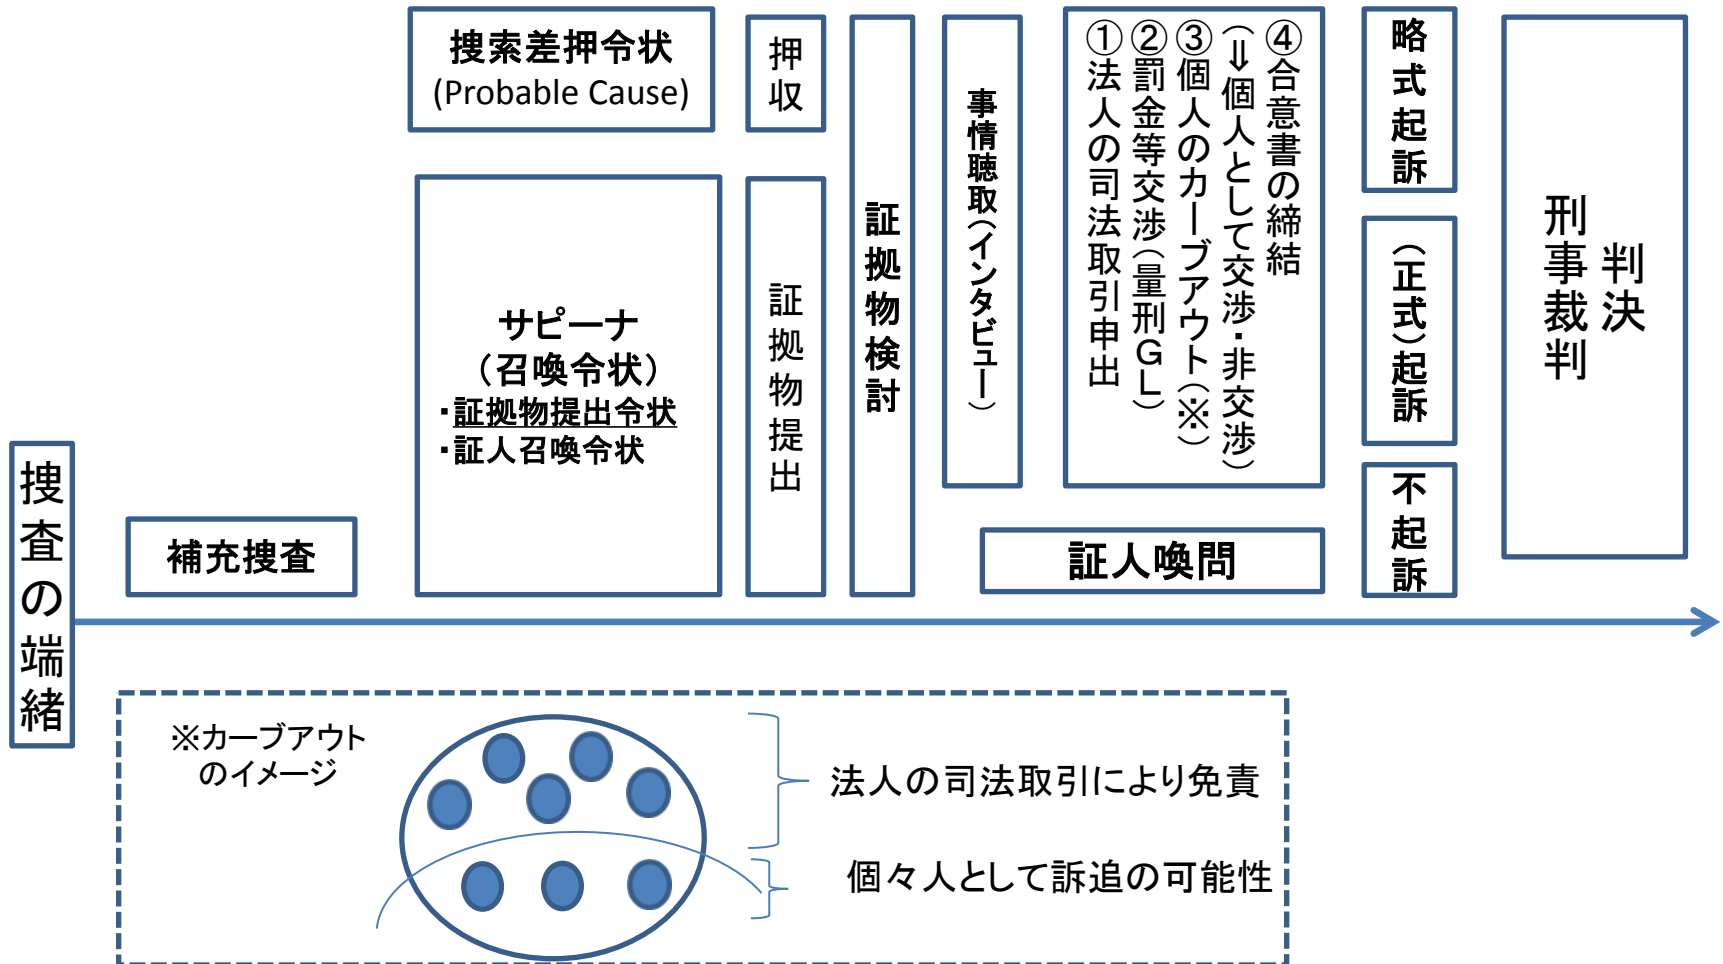 捜査の端緒
補充捜査
捜索差押令状
(Probable Cause)
サピーナ
（召喚令状）
・証拠物提出令状
・証人召喚令状
押収
証拠物提出
証拠物検討
事情聴取（インタビュー）
①法人の司法取引申出
②罰金等交渉（量刑ＧＬ）
③個人のカーブアウト（※）
（⇒個人として交渉・非交渉）
④合意書の締結
証人喚問
略式起訴
（正式）起訴
不起訴
判決
刑事裁判
※カーブアウト
のイメージ
法人の司法取引により免責
個々人として訴追の可能性